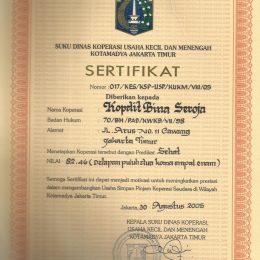 SUKU DINAS KOPERASI USAHA KECIL DAN MENENGAH
KOTAMADYA JAKARTA TIMUR
SERTIFIKAT
Nomor : 017/KES/KSP-USP/KUKM/VIII/05
Diberikan kepada
Nama Koperasi Kopdit Bina Seroja
Badan Hukum 70/BH/PAD/KWK.9/VII/98
Alamat JL. Arus No. 11 Cawang
Jakarta Timur
Menetapkan Koperasi tersebut dengan Predikat Sehat
NILAI 82.46 (Delapan puluh dua koma empat enam)
Semoga Sertifikat ini dapat menjadi motivasi untuk meningkatkan prestasi
dalam mengembangkan Usaha Simpan Pinjam Koperasi Saudara di Wilayah
Kotamadya Jakarta Timur.
Jakarta, 30 Agustus 2005
KEPALA SUKU DINAS KOPERASI,
USAHA KECIL DAN MENENGAH
KOTAMADYA JAKARTA TIMUR